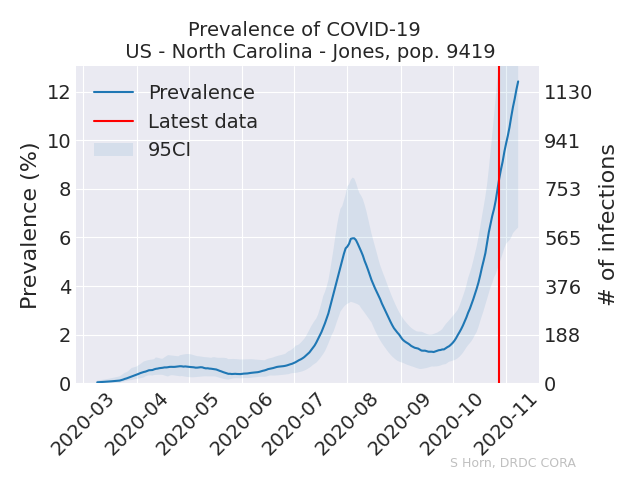 Prevalence of COVID-19
US - North Carolina - Jones, pop. 9419
Prevalence
Latest data
95CI
Prevalence (%)
12
10
8
6
4
2
0
# of infections
1130
941
753
565
376
188
0
2020-03
2020-04
2020-05
2020-06
2020-07
2020-08
2020-09
2020-10
2020-11
S Horn, DRDC CORA